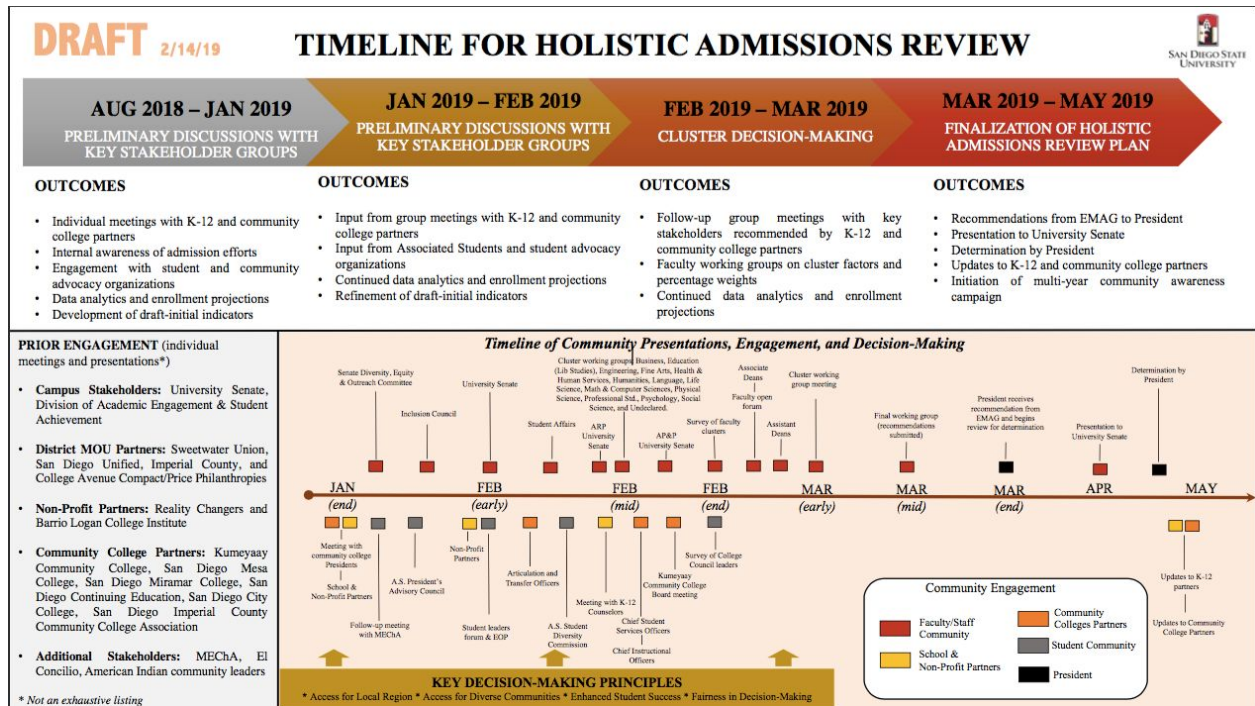 DRAFT 2/14/19
TIMELINE FOR HOLISTIC ADMISSIONS REVIEW
SAN DIEGO STATE
UNIVERSITY
AUG 2018 – JAN 2019
PRELIMINARY DISCUSSIONS WITH
KEY STAKEHOLDER GROUPS
JAN 2019 – FEB 2019
PRELIMINARY DISCUSSIONS WITH
KEY STAKEHOLDER GROUPS
FEB 2019 – MAR 2019
CLUSTER DECISION-MAKING
MAR 2019 – MAY 2019
FINALIZATION OF HOLISTIC
ADMISSIONS REVIEW PLAN
OUTCOMES
• Individual meetings with K-12 and community
college partners
• Internal awareness of admission efforts
• Engagement with student and community
advocacy organizations
• Data analytics and enrollment projections
• Development of draft-initial indicators
OUTCOMES
• Input from group meetings with K-12 and community
college partners
• Input from Associated Students and student advocacy
organizations
• Continued data analytics and enrollment projections
• Refinement of draft-initial indicators
OUTCOMES
• Follow-up group meetings with key
stakeholders recommended by K-12 and
community college partners
• Faculty working groups on cluster factors and
percentage weights
• Continued data analytics and enrollment
projections
OUTCOMES
• Recommendations from EMAG to President
• Presentation to University Senate
• Determination by President
• Updates to K-12 and community college partners
• Initiation of multi-year community awareness
campaign
PRIOR ENGAGEMENT (individual
meetings and presentations*)
• Campus Stakeholders: University Senate,
Division of Academic Engagement & Student
Achievement
• District MOU Partners: Sweetwater Union,
San Diego Unified, Imperial County, and
College Avenue Compact/Price Philanthropies
• Non-Profit Partners: Reality Changers and
Barrio Logan College Institute
• Community College Partners: Kumeyaay
Community College, San Diego Mesa
College, San Diego Miramar College, San
Diego Continuing Education, San Diego City
College, San Diego Imperial County
Community College Association
• Additional Stakeholders: MEChA, El
Concilio, American Indian community leaders
* Not an exhaustive listing
Timeline of Community Presentations, Engagement, and Decision-Making
Senate Diversity, Equity
& Outreach Committee
Inclusion Council
University Senate
Student Affairs
Cluster working groups: Business, Education
(Lib Studies), Engineering, Fine Arts, Health &
Human Services, Humanities, Language, Life
Science, Math & Computer Sciences, Physical
Science, Professional Std., Psychology, Social
Science, and Undeclared.
ARP
University
Senate
AP&P
University Senate
Survey of faculty
clusters
Associate
Deans
Faculty open
forum
Assistant
Deans
Cluster working
group meeting
Final working group
(recommendations
submitted)
President receives
recommendation from
EMAG and begins
review for determination
Presentation to
University Senate
Determination by
President
JAN
(end)
FEB
(early)
FEB
(mid)
FEB
(end)
MAR
(early)
MAR
(mid)
MAR
(end)
APR
MAY
Meeting with
community college
Presidents
School &
Non-Profit Partners
Follow-up meeting
with MEChA
A.S. President's
Advisory Council
Non-Profit
Partners
Student leaders
forum & EOP
Articulation and
Transfer Officers
A.S. Student
Diversity
Commission
Meeting with K-12
Counselors
Chief Student
Services Officers
Chief Instructional
Officers
Kumeyaay
Community College
Board meeting
Survey of College
Council leaders
Updates to K-12
partners
Updates to Community
College Partners
Community Engagement
Faculty/Staff
Community
School &
Non-Profit Partners
Community
Colleges Partners
Student Community
President
KEY DECISION-MAKING PRINCIPLES
* Access for Local Region * Access for Diverse Communities * Enhanced Student Success * Fairness in Decision-Making